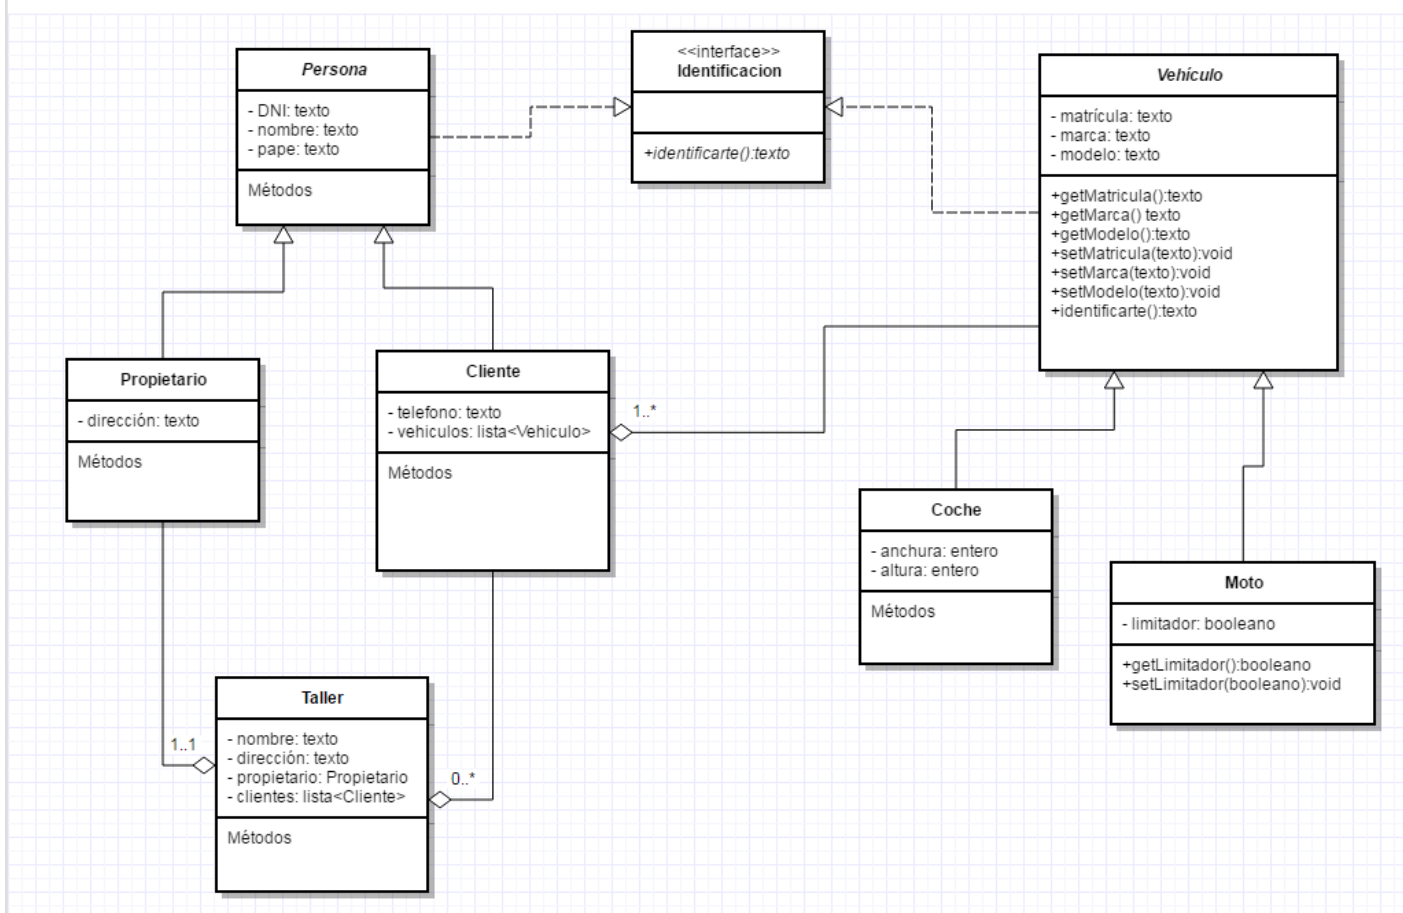 Persona
- DNI: texto
- nombre: texto
- pape: texto
Métodos
<<interface>>
Identificacion
+identificarte():texto
Vehículo
- matrícula: texto
- marca: texto
- modelo: texto
+getMatricula():texto
+getMarca() texto
+getModelo():texto
+setMatricula(texto):void
+setMarca(texto):void
+setModelo(texto):void
+identificarte():texto
Propietario
- dirección: texto
Métodos
Cliente
- telefono: texto
- vehiculos: lista<Vehiculo>
Métodos
1..*
Coche
- anchura: entero
- altura: entero
Métodos
Moto
- limitador: booleano
+getLimitador():booleano
+setLimitador(booleano):void
Taller
- nombre: texto
- dirección: texto
- propietario: Propietario
- clientes: lista<Cliente>
Métodos
1..1
0..*